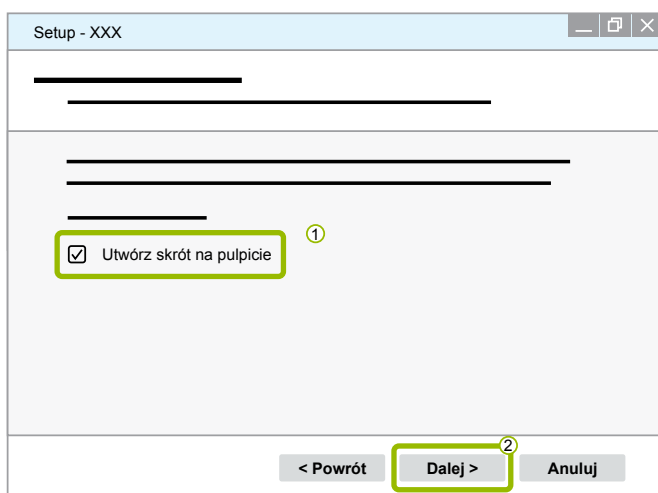 Setup - XXX
1
Utwórz skrót na pulpicie
2
< Powrót Dalej > Anuluj